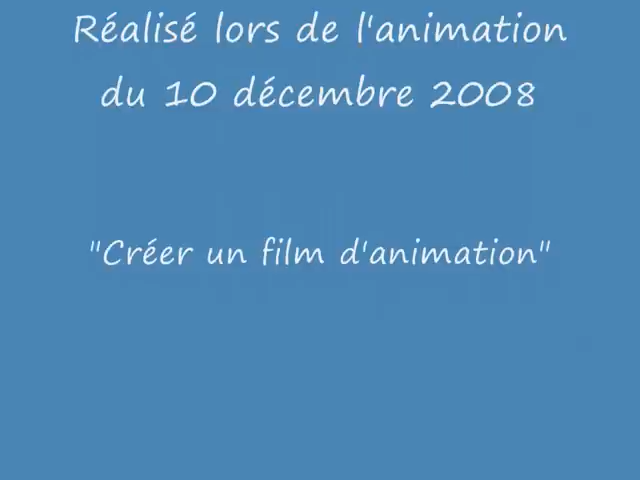 Réalisé lors de l'animation
du 10 décembre 2008
"Créer un film d'animation"